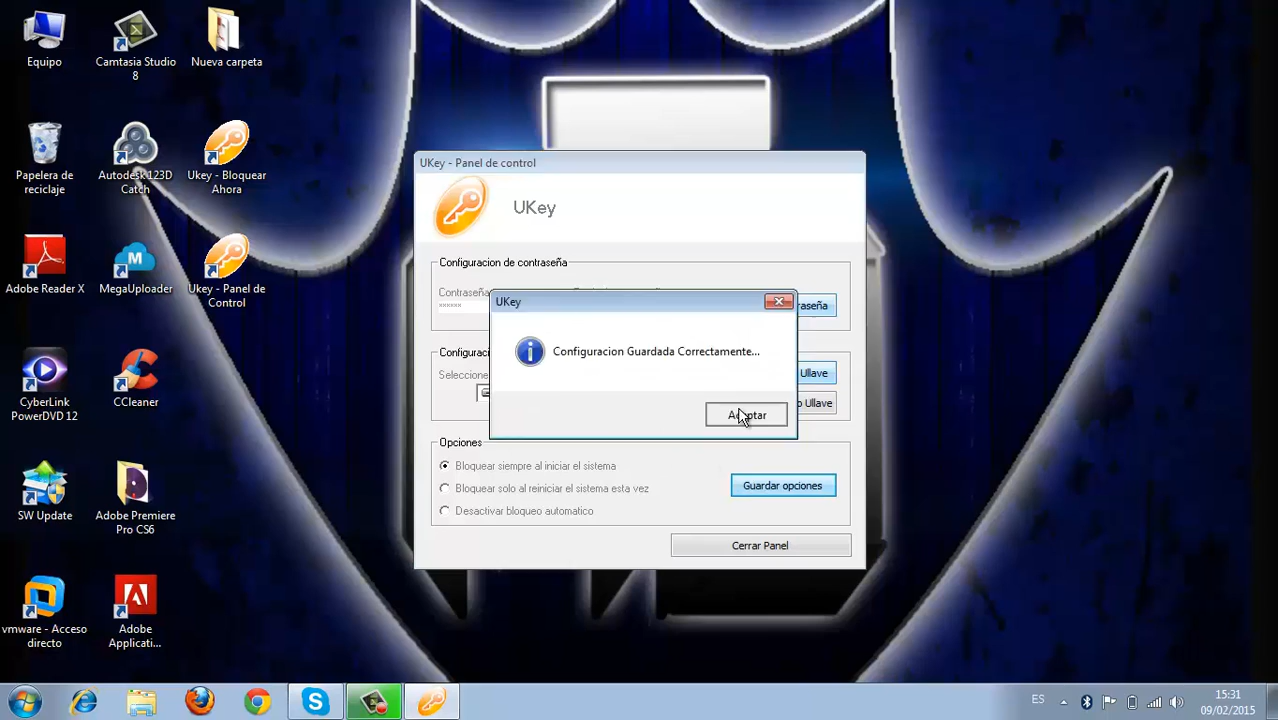 Equipo
Camtasia Studio
8
Nueva carpeta
Papelera de
reciclaje
Autodesk 123D
Catch
Ukey - Bloquear
Ahora
Adobe Reader X
MegaUploader
Ukey - Panel de
Control
CyberLink
PowerDVD 12
CCleaner
SW Update
Adobe Premiere
Pro CS6
vmware - Acceso
directo
Adobe
Applicati...
UKey - Panel de control
UKey
Configuracion de contraseña
Contraseña
******
raseña
UKey
Configuracion Guardada Correctamente...
Aceptar
Configuraci
Seleccione
Ullave
o Ullave
Opciones
Bloquear siempre al iniciar el sistema
Bloquear solo al reiniciar el sistema esta vez
Desactivar bloqueo automatico
Guardar opciones
Cerrar Panel
ES
15:31
09/02/2015